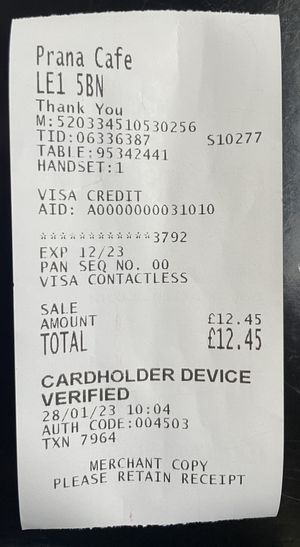 Prana Cafe
LE1 5BN
Thank You
M:520334510530256
TID:06336387 S10277
TABLE:95342441
HANDSET:1
VISA CREDIT
AID: A0000000031010
************3792
EXP 12/23
PAN SEQ NO. 00
VISA CONTACTLESS
SALE
AMOUNT £12.45
TOTAL £12.45
CARDHOLDER DEVICE
VERIFIED
28/01/23 10:04
AUTH CODE:004503
TXN 7964
MERCHANT COPY
PLEASE RETAIN RECEIPT